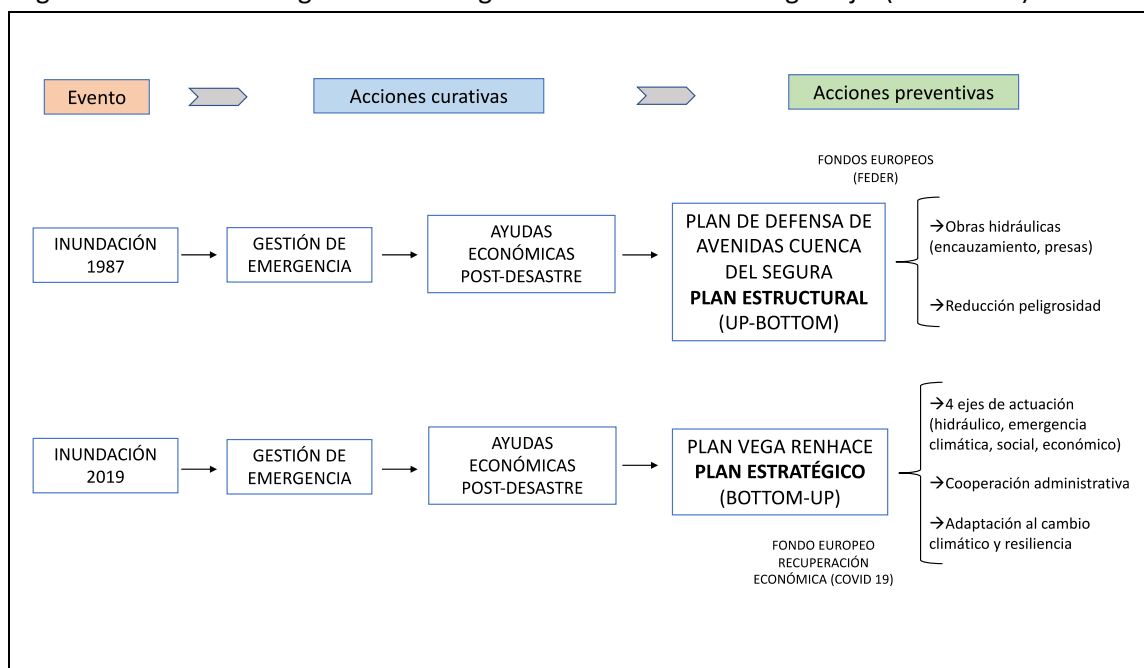 Evento
Acciones curativas
Acciones preventivas
FONDOS EUROPEOS
(FEDER)
INUNDACIÓN
1987
GESTIÓN DE
EMERGENCIA
AYUDAS
ECONÓMICAS
POST-DESASTRE
PLAN DE DEFENSA DE
AVENIDAS CUENCA
DEL SEGURA
PLAN ESTRUCTURAL
(UP-BOTTOM)
→Obras hidráulicas
(encauzamiento, presas)
→Reducción peligrosidad
INUNDACIÓN
2019
GESTIÓN DE
EMERGENCIA
AYUDAS
ECONÓMICAS
POST-DESASTRE
PLAN VEGA RENHACE
PLAN ESTRATÉGICO
(BOTTOM-UP)
→4 ejes de actuación
(hidráulico, emergencia
climática, social, económico)
→Cooperación administrativa
→Adaptación al cambio
climático y resiliencia
FONDO EUROPEO
RECUPERACIÓN
ECONÓMICA (COVID 19)